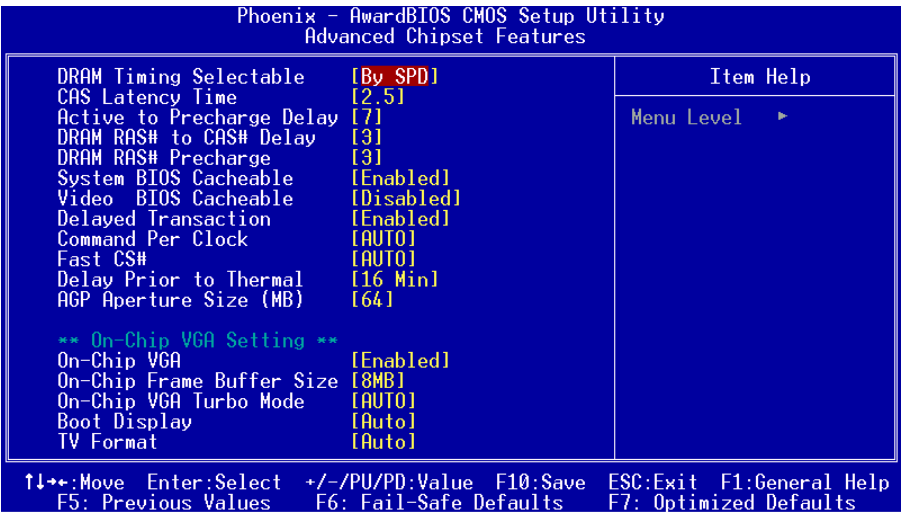 Phoenix - AwardBIOS CMOS Setup Utility
Advanced Chipset Features
DRAM Timing Selectable [By SPD]
CAS Latency Time [2.5]
Active to Precharge Delay [7]
DRAM RAS# to CAS# Delay [3]
DRAM RAS# Precharge [3]
System BIOS Cacheable [Enabled]
Video BIOS Cacheable [Disabled]
Delayed Transaction [Enabled]
Command Per Clock [AUTO]
Fast CS# [AUTO]
Delay Prior to Thermal [16 Min]
AGP Aperture Size (MB) [64]
** On-Chip VGA Setting **
On-Chip VGA [Enabled]
On-Chip Frame Buffer Size [8MB]
On-Chip VGA Turbo Mode [AUTO]
Boot Display [Auto]
TV Format [Auto]
Item Help
Menu Level ►
↑↓→←:Move Enter:Select +/-/PU/PD:Value F10:Save ESC:Exit F1:General Help
F5: Previous Values F6: Fail-Safe Defaults F7: Optimized Defaults